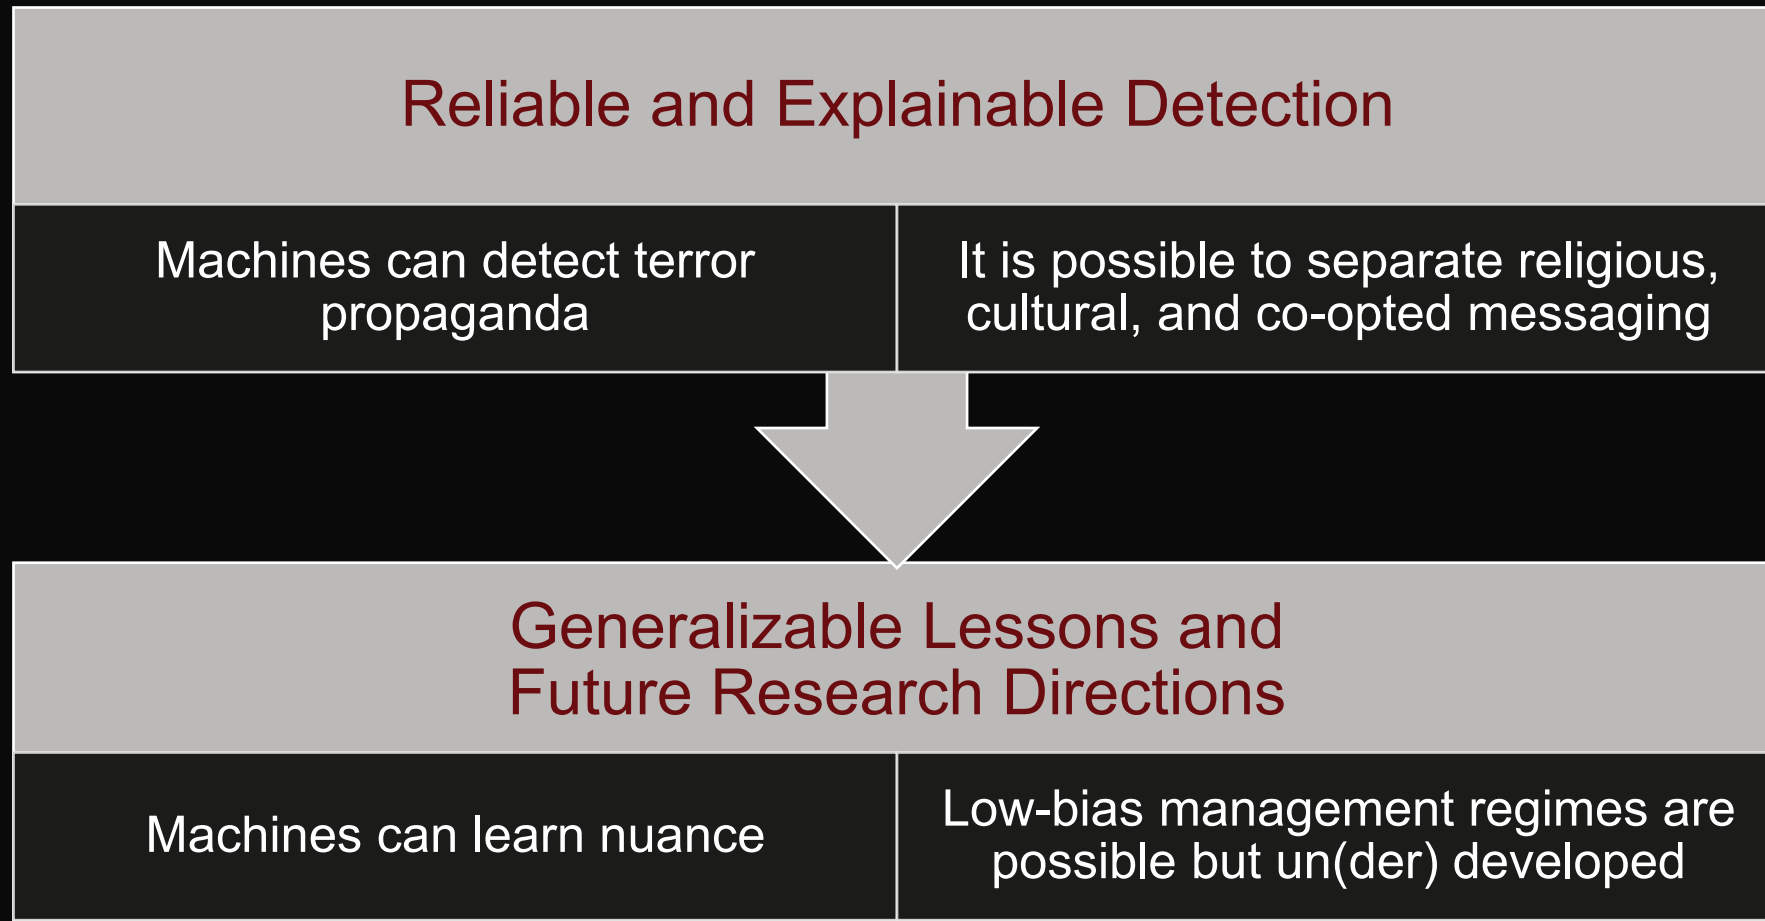 Reliable and Explainable Detection
Machines can detect terror
propaganda
It is possible to separate religious,
cultural, and co-opted messaging
Generalizable Lessons and
Future Research Directions
Machines can learn nuance
Low-bias management regimes are
possible but un(der) developed